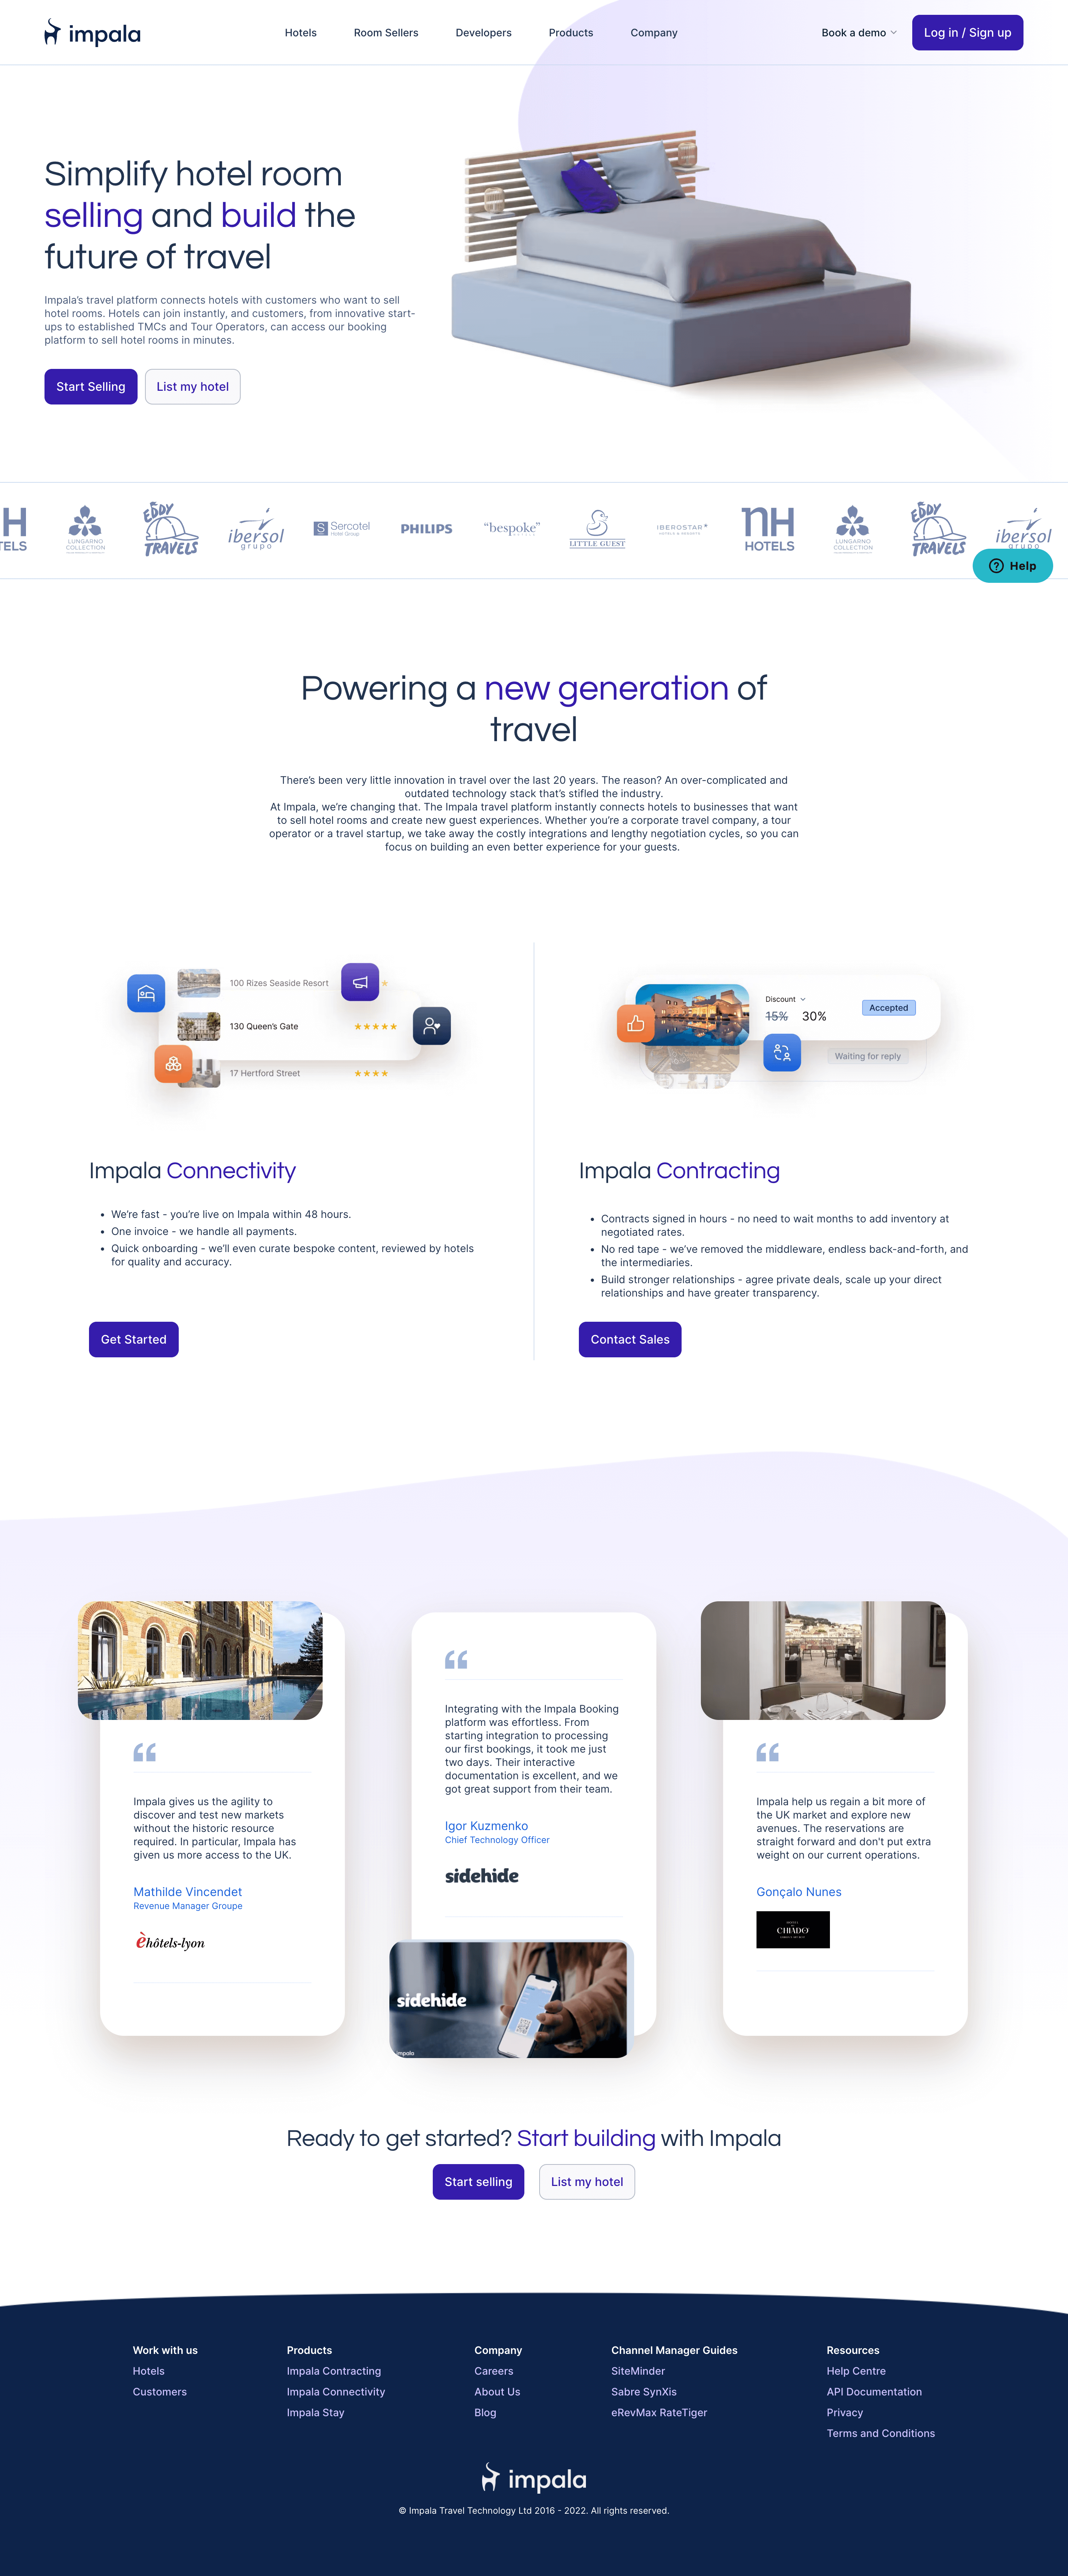 impala
Hotels
Room Sellers
Developers
Products
Company
Book a demo
Log in / Sign up
Simplify hotel room
selling and build the
future of travel
Impala's travel platform connects hotels with customers who want to sell
hotel rooms. Hotels can join instantly, and customers, from innovative start-
ups to established TMCs and Tour Operators, can access our booking
platform to sell hotel rooms in minutes.
Start Selling
List my hotel
LUNGARNO
COLLECTION
EDDY
TRAVELS
ibersol
grupo
S Sercotel
Hotel Group
PHILIPS
“bespoke”
LITTLE GUEST
IBEROSTAR
HOTELS & RESORTS
NH
HOTELS
LUNGARNO
COLLECTION
EDDY
TRAVELS
ibersol
grupo
Help
Powering a new generation of
travel
There's been very little innovation in travel over the last 20 years. The reason? An over-complicated and
outdated technology stack that's stifled the industry.
At Impala, we're changing that. The Impala travel platform instantly connects hotels to businesses that want
to sell hotel rooms and create new guest experiences. Whether you're a corporate travel company, a tour
operator or a travel startup, we take away the costly integrations and lengthy negotiation cycles, so you can
focus on building an even better experience for your guests.
100 Rizes Seaside Resort
130 Queen's Gate
17 Hertford Street
Discount
15% 30%
Accepted
Waiting for reply
Impala Connectivity
We're fast - you're live on Impala within 48 hours.
One invoice - we handle all payments.
Quick onboarding - we'll even curate bespoke content, reviewed by hotels
for quality and accuracy.
Get Started
Impala Contracting
Contracts signed in hours - no need to wait months to add inventory at
negotiated rates.
No red tape - we've removed the middleware, endless back-and-forth, and
the intermediaries.
Build stronger relationships - agree private deals, scale up your direct
relationships and have greater transparency.
Contact Sales
“
Impala gives us the agility to
discover and test new markets
without the historic resource
required. In particular, Impala has
given us more access to the UK.
Mathilde Vincendet
Revenue Manager Groupe
èhôtels-lyon
“
Integrating with the Impala Booking
platform was effortless. From
starting integration to processing
our first bookings, it took me just
two days. Their interactive
documentation is excellent, and we
got great support from their team.
Igor Kuzmenko
Chief Technology Officer
sidehide
sidehide
impala
“
Impala help us regain a bit more of
the UK market and explore new
avenues. The reservations are
straight forward and don't put extra
weight on our current operations.
Gonçalo Nunes
CHIADO
Ready to get started? Start building with Impala
Start selling
List my hotel
Work with us
Hotels
Customers
Products
Impala Contracting
Impala Connectivity
Impala Stay
Company
Careers
About Us
Blog
Channel Manager Guides
SiteMinder
Sabre SynXis
eRevMax RateTiger
Resources
Help Centre
API Documentation
Privacy
Terms and Conditions
impala
© Impala Travel Technology Ltd 2016 - 2022. All rights reserved.